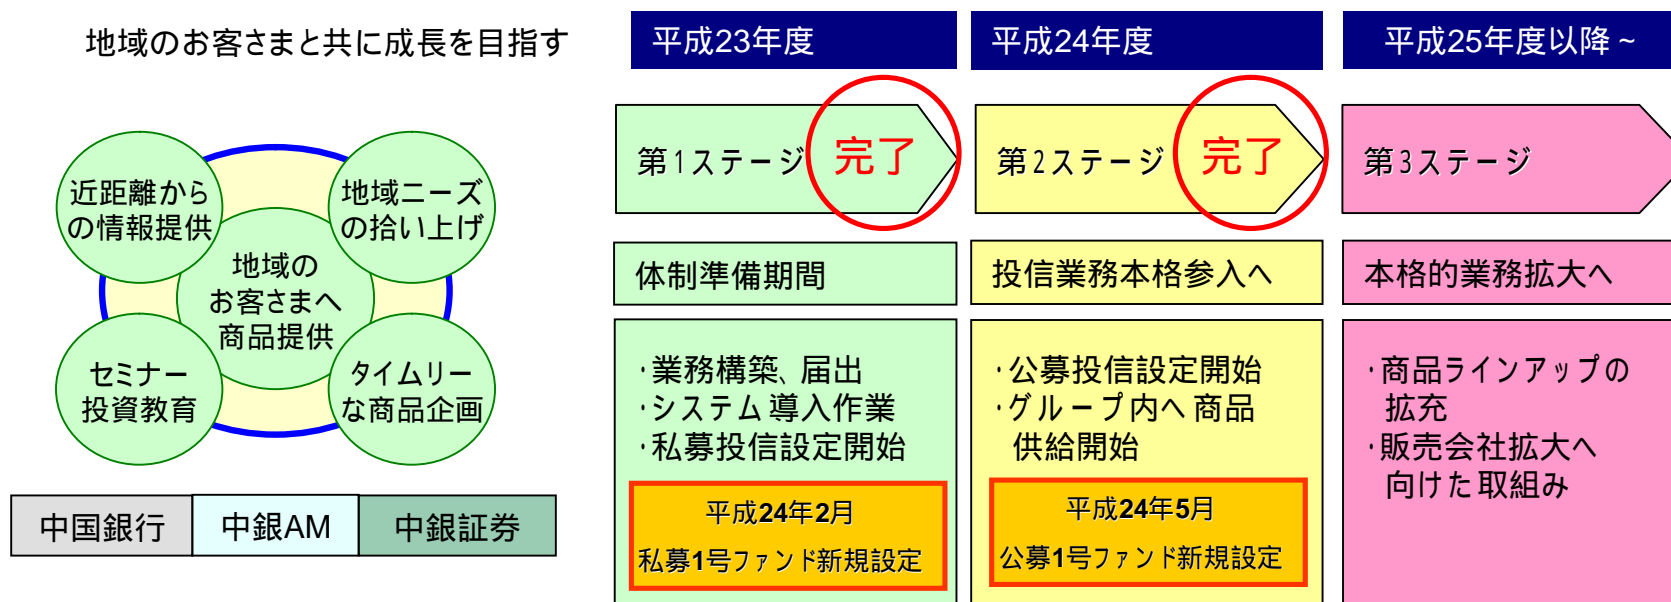 地域のお客さまと共に成長を目指す
近距離から
の情報提供
地域ニーズ
の拾い上げ
地域の
お客さまへ
商品提供
セミナー
投資教育
タイムリー
な商品企画
中国銀行
中銀AM
中銀証券
平成23年度
第1ステージ
完了
体制準備期間
・業務構築、届出
・システム導入作業
・私募投信設定開始
平成24年2月
私募1号ファンド新規設定
平成24年度
第2ステージ
完了
投信業務本格参入へ
・公募投信設定開始
・グループ内へ商品
供給開始
平成24年5月
公募1号ファンド新規設定
平成25年度以降~
第3ステージ
本格的業務拡大へ
・商品ラインアップの
拡充
・販売会社拡大へ
向けた取組み